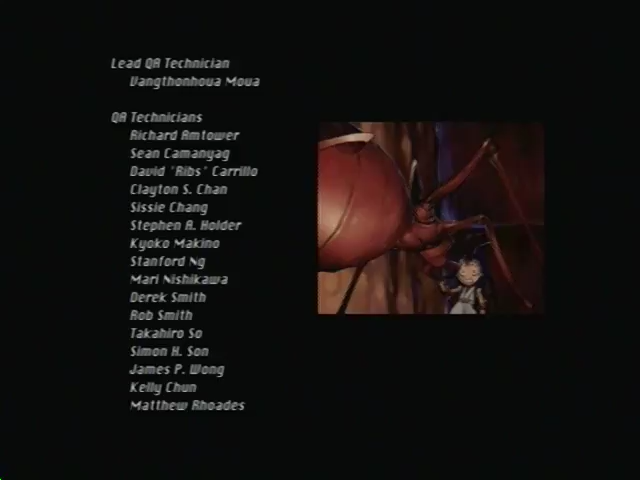 Lead QA Technician
Vangthonhoua Moua
QA Technicians
Richard Amtower
Sean Camanyag
David "Ribs" Carrillo
Clayton S. Chan
Sissie Chang
Stephen A. Holder
Kyoko Makino
Stanford Ng
Mari Nishikawa
Derek Smith
Rob Smith
Takahiro So
Simon H. Son
James P. Wong
Kelly Chun
Matthew Rhoades